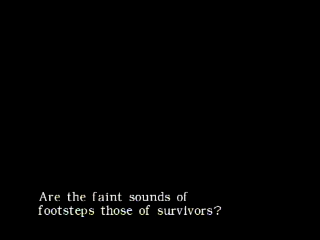 Are the faint sounds of
footsteps those of survivors?